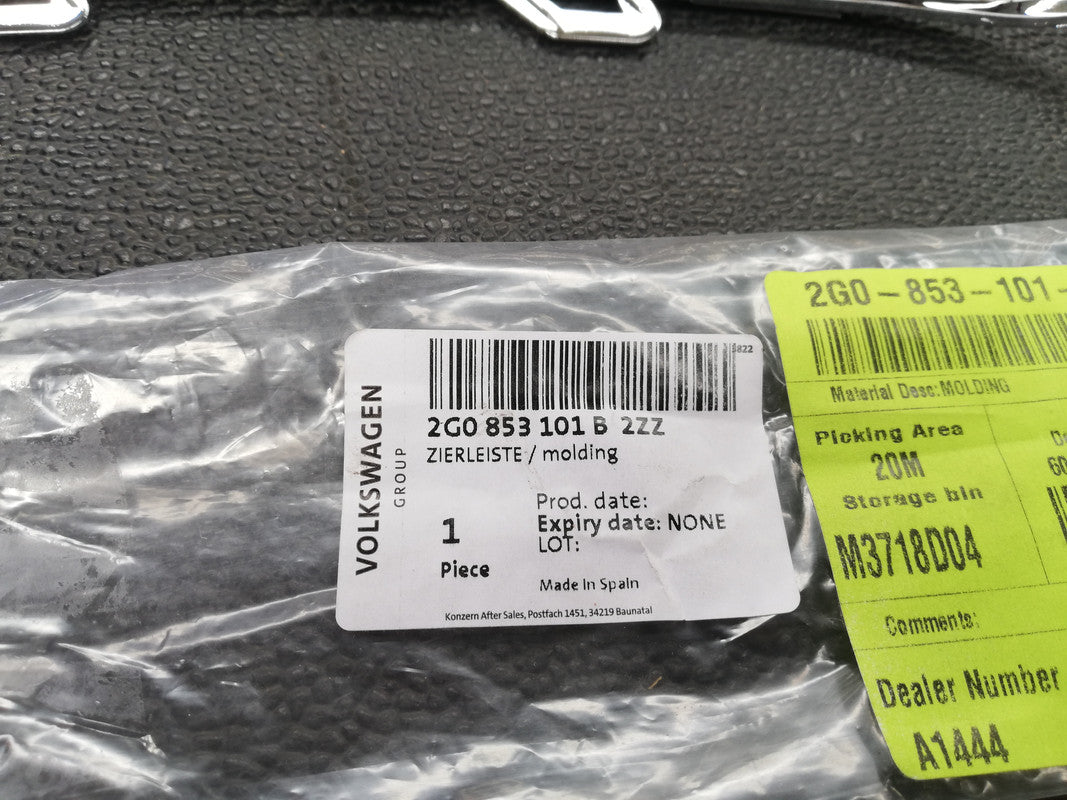 VOLKSWAGEN
GROUP
2G0 853 101 B 2ZZ
ZIERLEISTE / molding
1
Piece
Prod. date:
Expiry date: NONE
LOT:
Made In Spain
Konzern After Sales, Postfach 1451, 34219 Baunatal
2G0-853-101-
Material Desc: MOLDING
Picking Area
20M
Storage bin
M3718D04
Comments:
Dealer Number
A1444